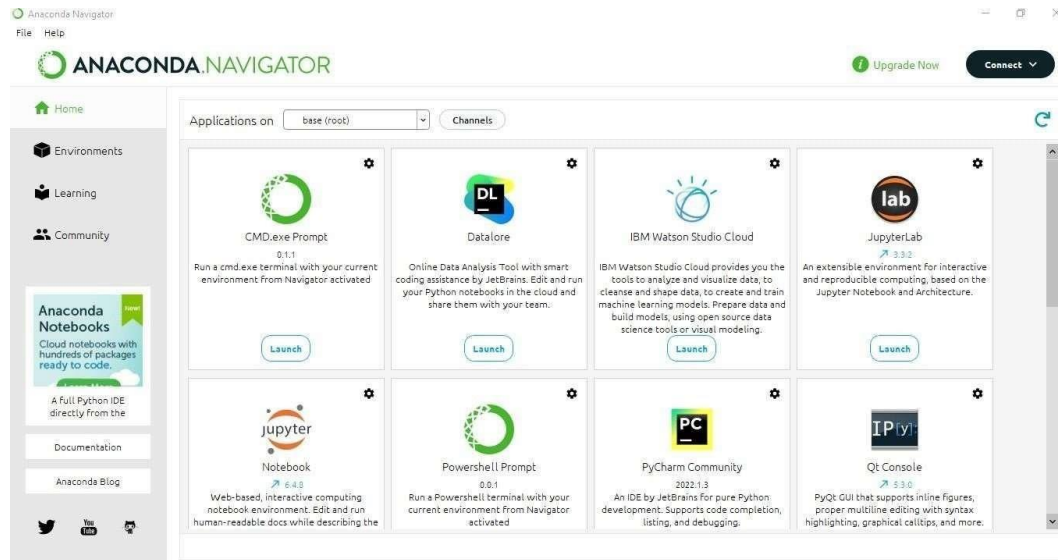 Anaconda Navigator
File Help
ANACONDA.NAVIGATOR
Upgrade Now
Connect
Home
Environments
Learning
Community
Anaconda
Notebooks
New!
Cloud notebooks with
hundreds of packages
ready to code.
Learn More
A full Python IDE
directly from the
Documentation
Anaconda Blog
You
Tube
Applications on base (root) Channels
CMD.exe Prompt
0.1.1
Run a cmd.exe terminal with your current
environment from Navigator activated
Launch
DL
Datalore
Online Data Analysis Tool with smart
coding assistance by JetBrains. Edit and run
your Python notebooks in the cloud and
share them with your team.
Launch
IBM Watson Studio Cloud
IBM Watson Studio Cloud provides you the
tools to analyze and visualize data, to
cleanse and shape data, to create and train
machine learning models. Prepare data and
build models, using open source data
science tools or visual modeling.
Launch
lab
JupyterLab
3.3.2
An extensible environment for interactive
and reproducible computing, based on the
Jupyter Notebook and Architecture.
Launch
jupyter
Notebook
6.4.8
Web-based, interactive computing
notebook environment. Edit and run
human-readable docs while describing the
Powershell Prompt
0.0.1
Run a Powershell terminal with your
current environment from Navigator
activated
PC
PyCharm Community
2022.1.3
An IDE by JetBrains for pure Python
development. Supports code completion,
listing, and debugging.
IP[y]:
Qt Console
5.3.0
PyQt GUI that supports inline figures,
proper multiline editing with syntax
highlighting, graphical calltips, and more.